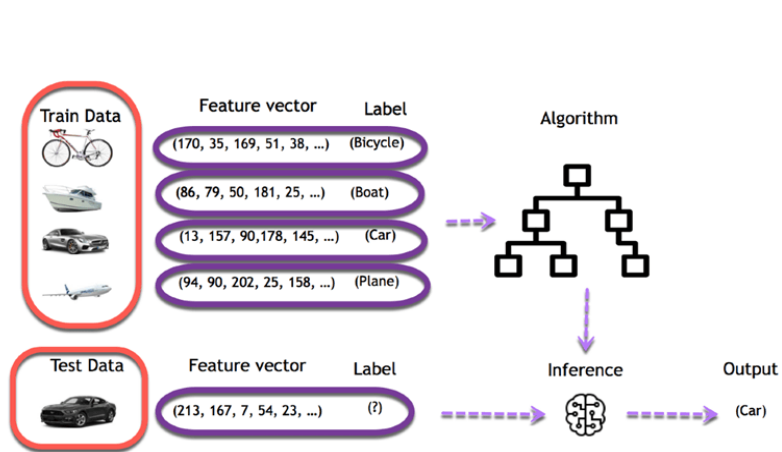 Train Data Feature vector Label
Algorithm
(170, 35, 169, 51, 38, …) (Bicycle)
(86, 79, 50, 181, 25, …) (Boat)
(13, 157, 90,178, 145, …) (Car)
(94, 90, 202, 25, 158, …) (Plane)
Test Data Feature vector Label Inference Output
(213, 167, 7, 54, 23, …) (?) (Car)